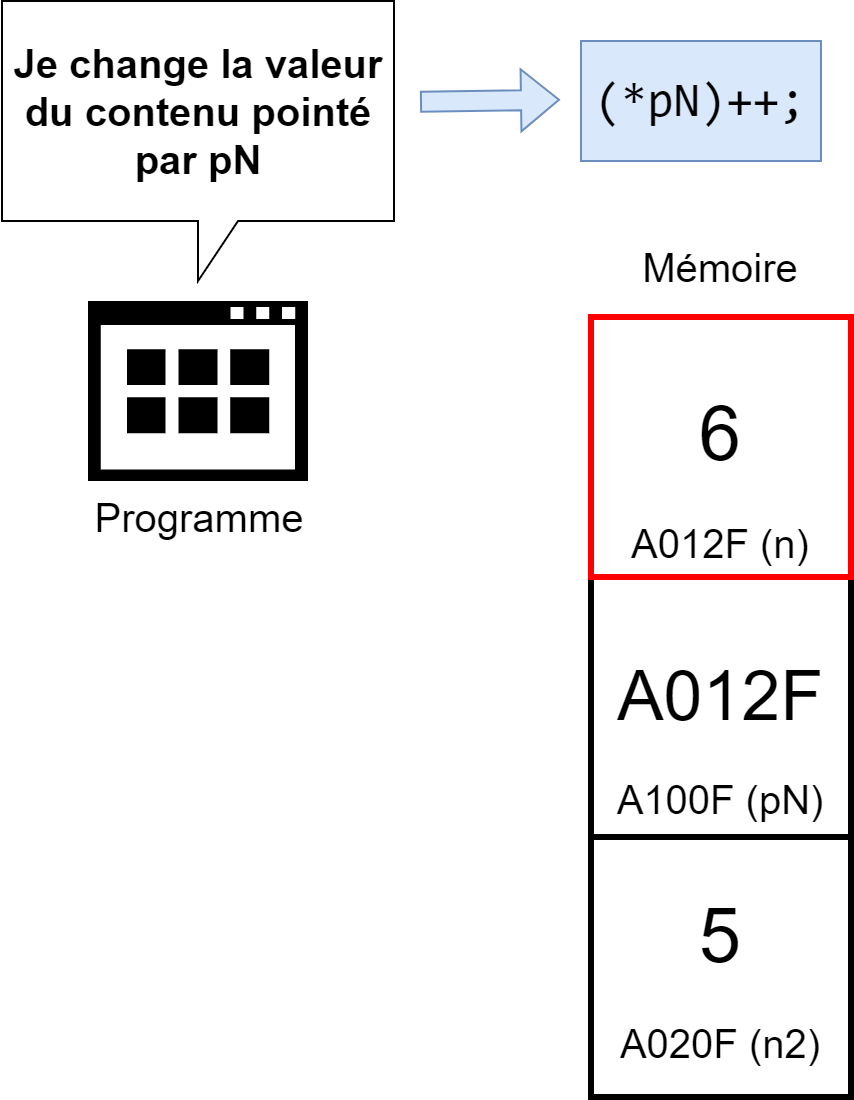 Je change la valeur
du contenu pointé
par pN
(*pN)++;
Mémoire
Programme
6
A012F (n)
A012F
A100F (pN)
5
A020F (n2)